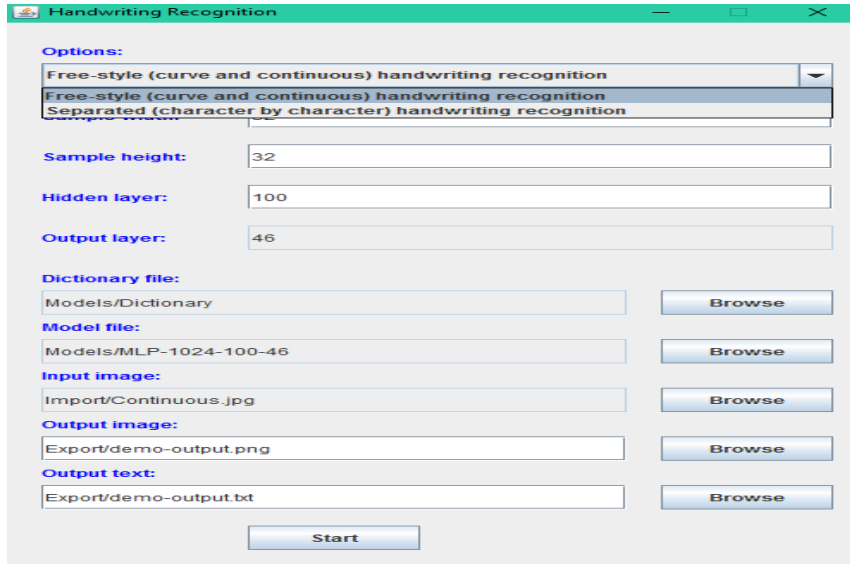 Handwriting Recognition
Options:
Free-style (curve and continuous) handwriting recognition
Free-style (curve and continuous) handwriting recognition
Separated (character by character) handwriting recognition
Sample height:
32
Hidden layer:
100
Output layer:
46
Dictionary file:
Models/Dictionary
Browse
Model file:
Models/MLP-1024-100-46
Browse
Input image:
Import/Continuous.jpg
Browse
Output image:
Export/demo-output.png
Browse
Output text:
Export/demo-output.txt
Browse
Start